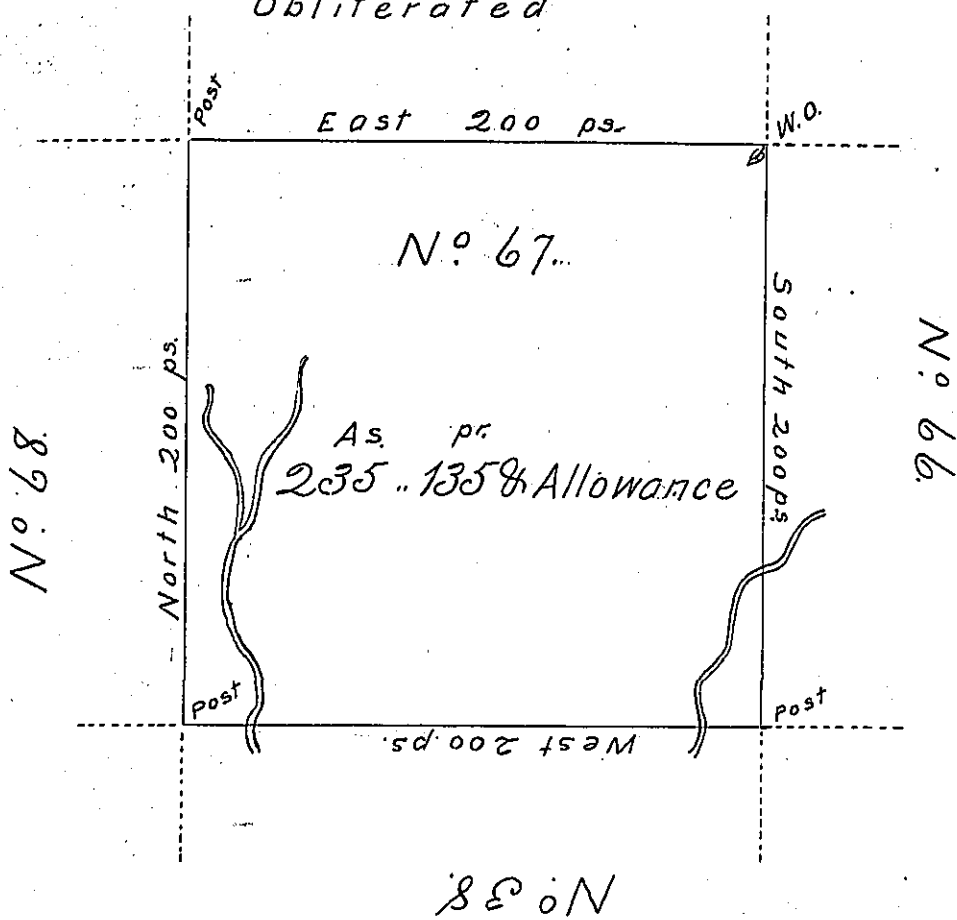 Obliterated
Post
East 200 ps.
W.O.
No. 67.
South 200 ps.
No. 66.
North 200 ps.
No. 68.
As. pr.
235 .. 135 & Allowance
Post
West 200 ps.
Post
No. 38.